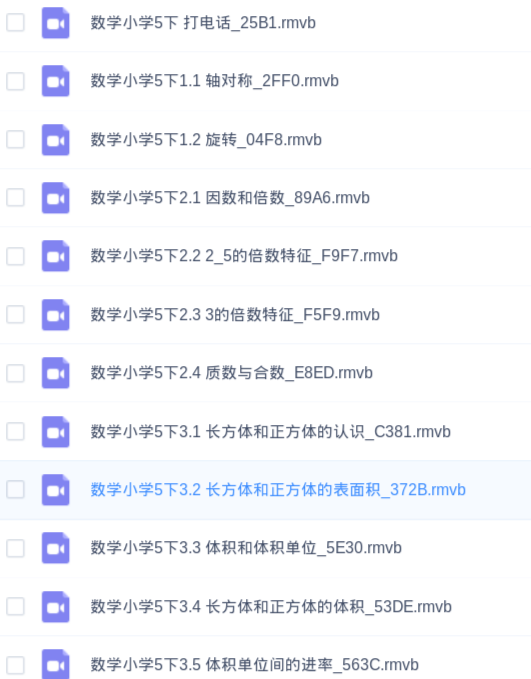 数学小学5下 打电话_25B1.rmvb
数学小学5下1.1 轴对称_2FF0.rmvb
数学小学5下1.2 旋转_04F8.rmvb
数学小学5下2.1 因数和倍数_89A6.rmvb
数学小学5下2.2 2_5的倍数特征_F9F7.rmvb
数学小学5下2.3 3的倍数特征_F5F9.rmvb
数学小学5下2.4 质数与合数_E8ED.rmvb
数学小学5下3.1 长方体和正方体的认识_C381.rmvb
数学小学5下3.2 长方体和正方体的表面积_372B.rmvb
数学小学5下3.3 体积和体积单位_5E30.rmvb
数学小学5下3.4 长方体和正方体的体积_53DE.rmvb
数学小学5下3.5 体积单位间的进率_563C.rmvb